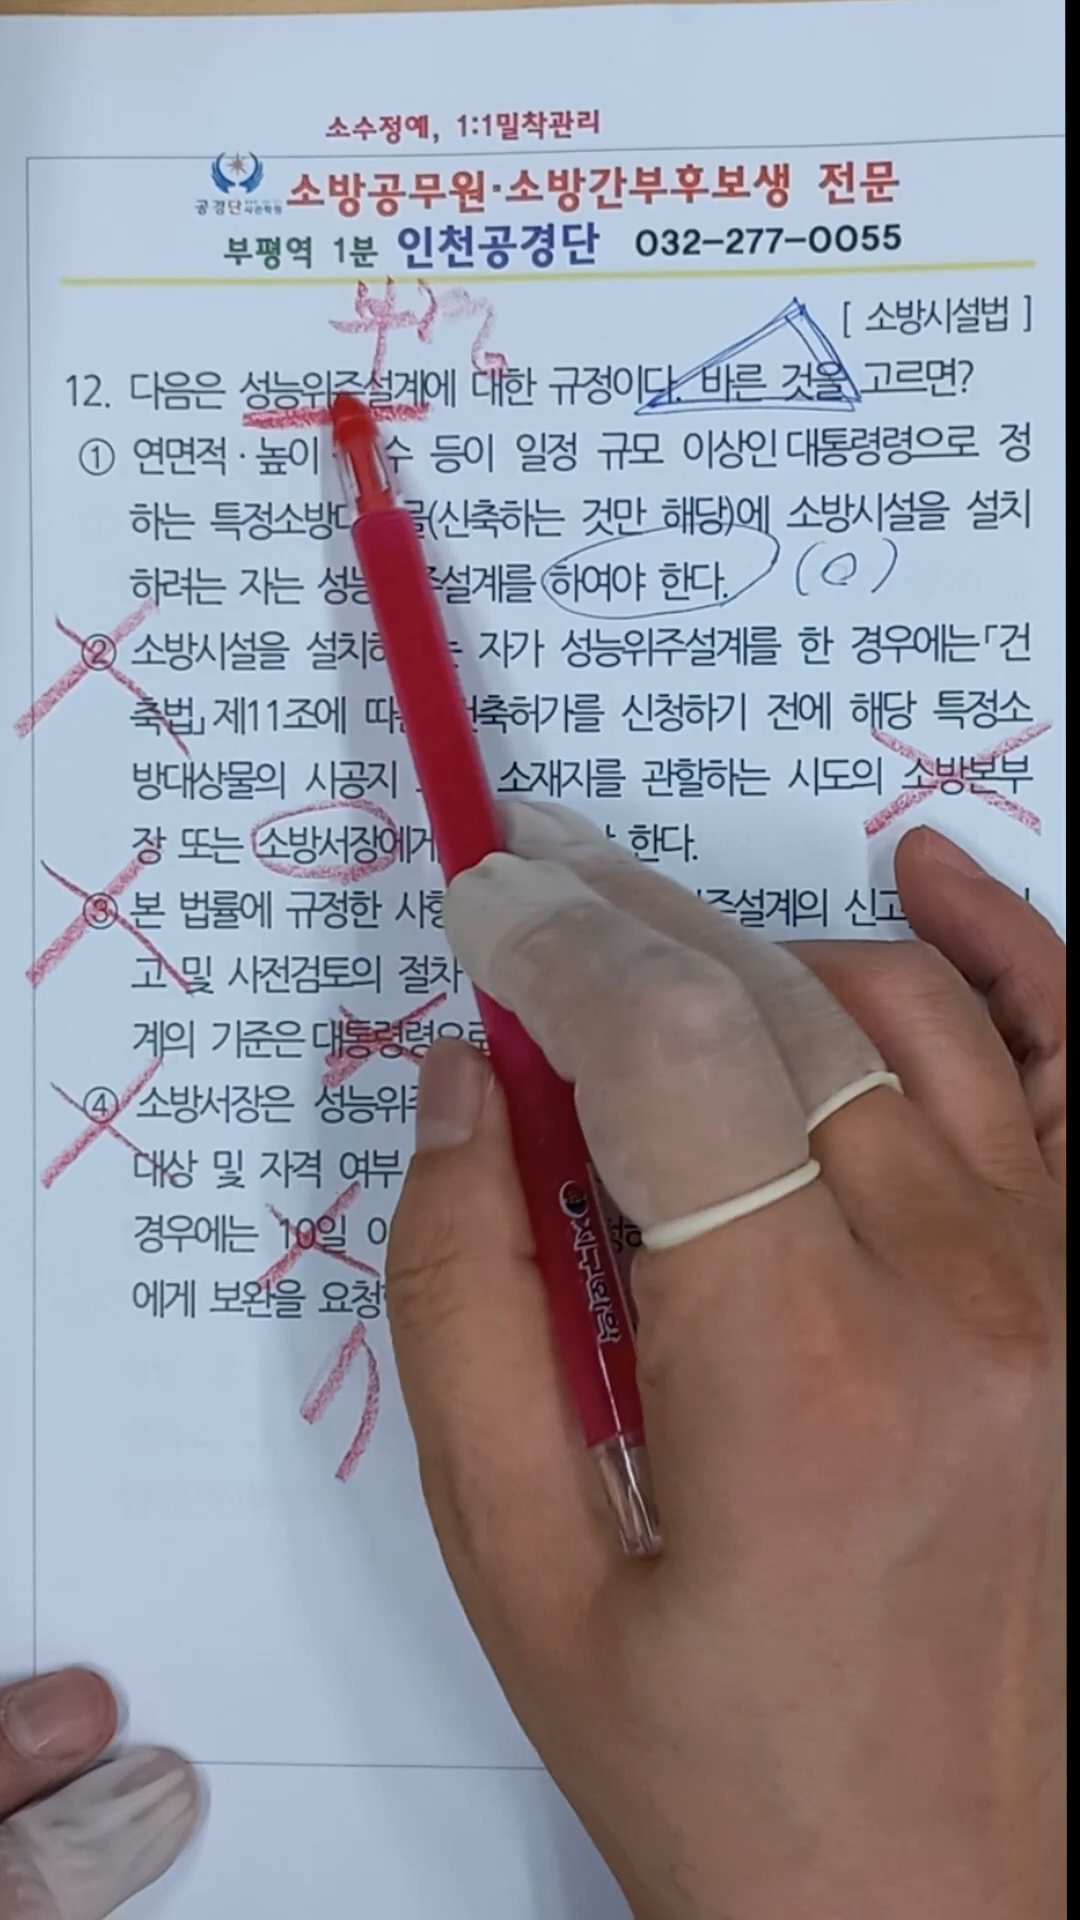 소수정예, 1:1밀착관리
공경단 소방공무원·소방간부후보생 전문
부평역 1분 인천공경단 032-277-0055
[ 소방시설법 ]
12. 다음은 성능위주설계에 대한 규정이다. 바른 것을 고르면?
① 연면적·높이 수 등이 일정 규모 이상인 대통령령으로 정
하는 특정소방 물(신축하는 것만 해당)에 소방시설을 설치
하려는 자는 성능 주설계를 하여야 한다. (O)
② 소방시설을 설치하 는 자가 성능위주설계를 한 경우에는「건
축법」제11조에 따 건축허가를 신청하기 전에 해당 특정소
방대상물의 시공지 소재지를 관할하는 시도의 소방본부
장 또는 소방서장에게 한다.
③ 본 법률에 규정한 사항 주설계의 신고
고 및 사전검토의 절차
계의 기준은 대통령령으로
④ 소방서장은 성능위주
대상 및 자격 여부
경우에는 10일 이
에게 보완을 요청
7
지구의학